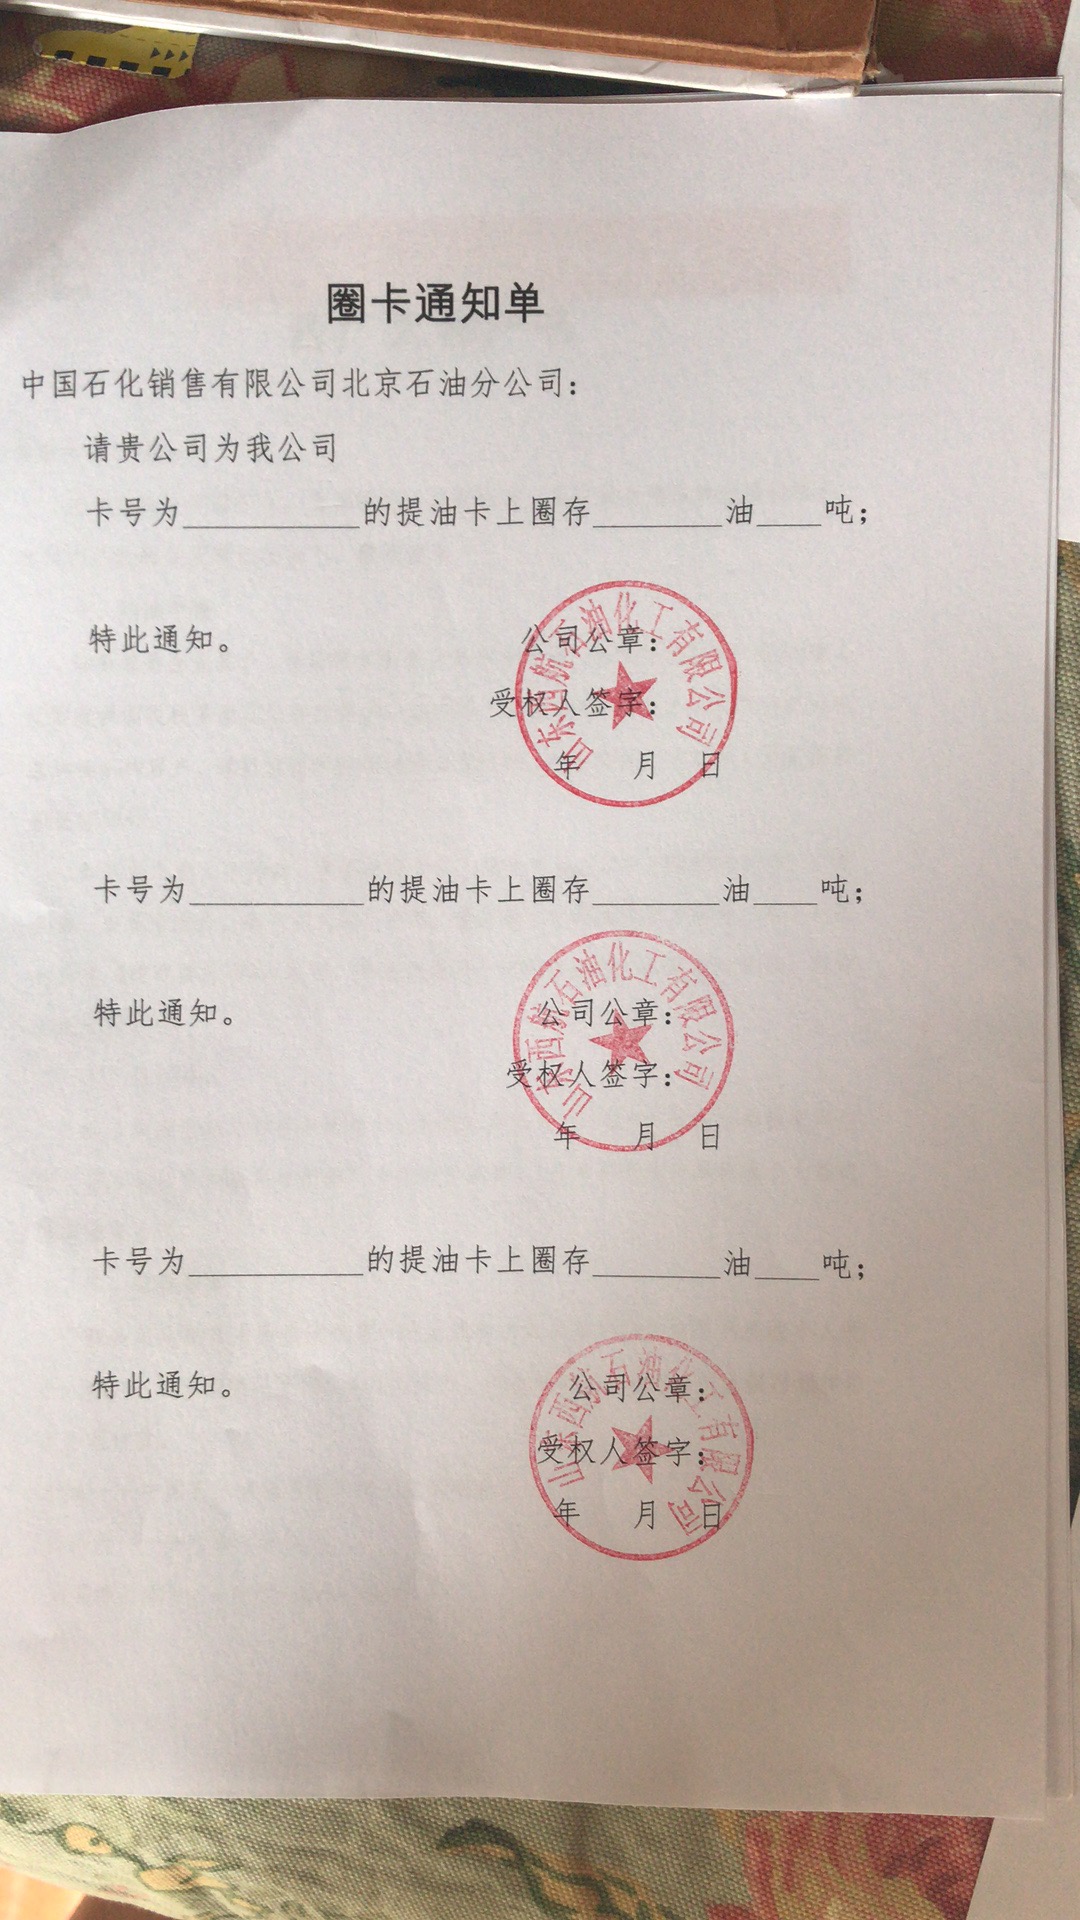 圈卡通知单
中国石化销售有限公司北京石油分公司：
请贵公司为我公司
卡号为___________的提油卡上圈存________油____吨；
特此通知。 公司公章：
受权人签字：
年 月 日
山东西航石油化工有限公司
卡号为___________的提油卡上圈存________油____吨；
特此通知。 公司公章：
受权人签字：
年 月 日
山东西航石油化工有限公司
卡号为___________的提油卡上圈存________油____吨；
特此通知。 公司公章：
受权人签字：
年 月 日
山东西航石油化工有限公司